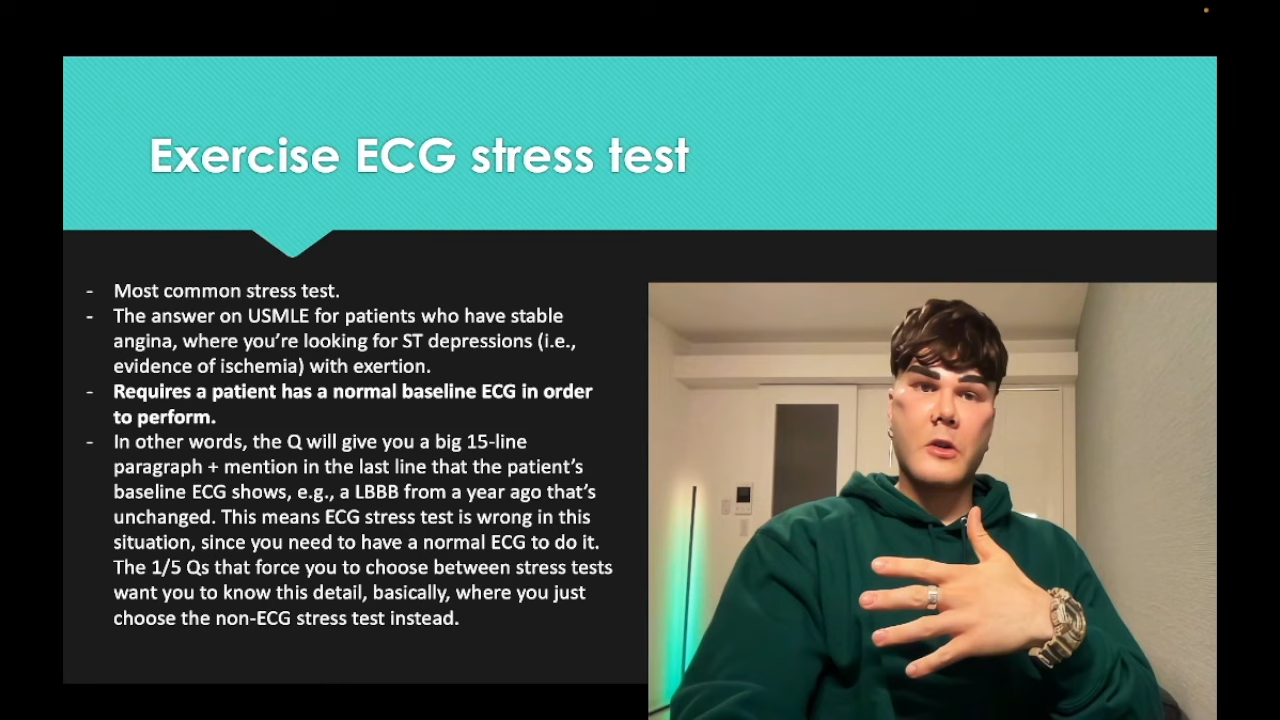 Exercise ECG stress test
- Most common stress test.
- The answer on USMLE for patients who have stable
angina, where you’re looking for ST depressions (i.e.,
evidence of ischemia) with exertion.
- Requires a patient has a normal baseline ECG in order
to perform.
- In other words, the Q will give you a big 15-line
paragraph + mention in the last line that the patient’s
baseline ECG shows, e.g., a LBBB from a year ago that’s
unchanged. This means ECG stress test is wrong in this
situation, since you need to have a normal ECG to do it.
The 1/5 Qs that force you to choose between stress tests
want you to know this detail, basically, where you just
choose the non-ECG stress test instead.